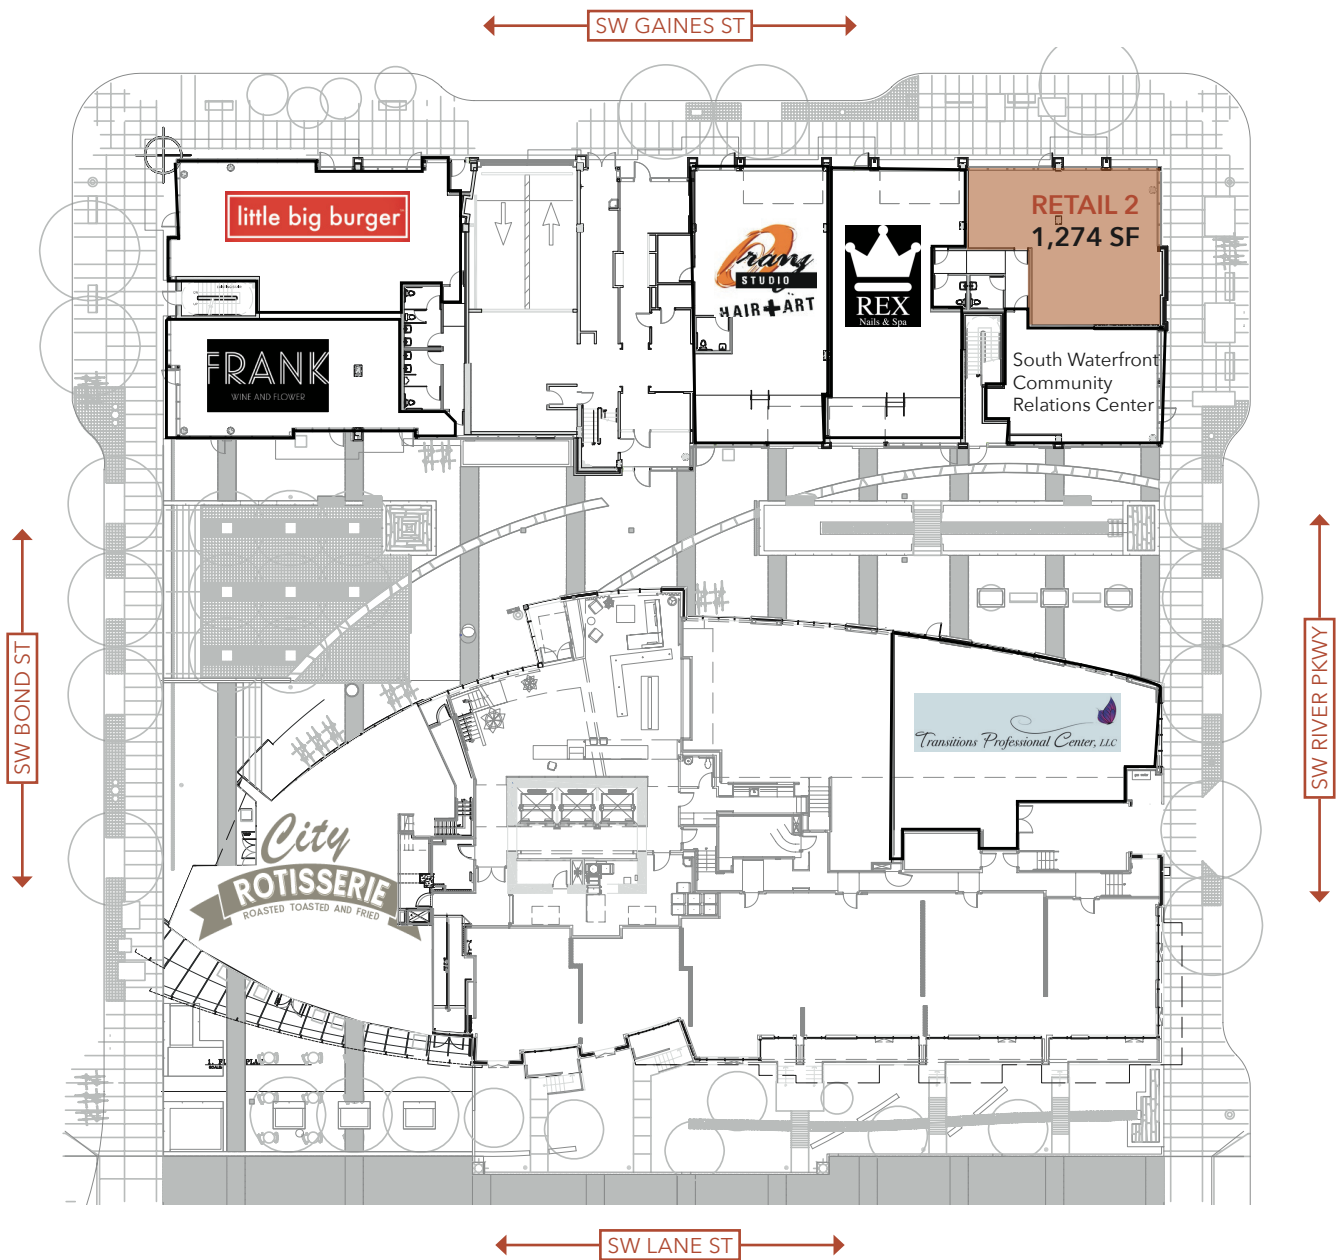 SW GAINES ST
little big burger
RETAIL 2
1,274 SF
STUDIO
HAIR+ART
REX
Nails & Spa
FRANK
WINE AND FLOWER
South Waterfront
Community
Relations Center
SW BOND ST
SW RIVER PKWY
Transitions Professional Center, LLC
City
ROTISSERIE
ROASTED TOASTED AND FRIED
SW LANE ST